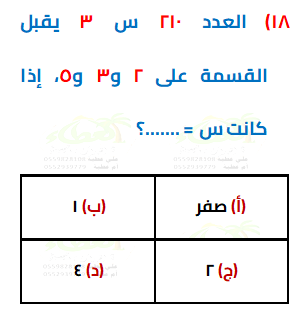 ١٨) العدد ٢١٠ س ٣ يقبل
القسمة على ٢ و٣ و٥، إذا
كانت س = .......؟
(أ) صفر
(ب) ١
(ج) ٢
(د) ٤